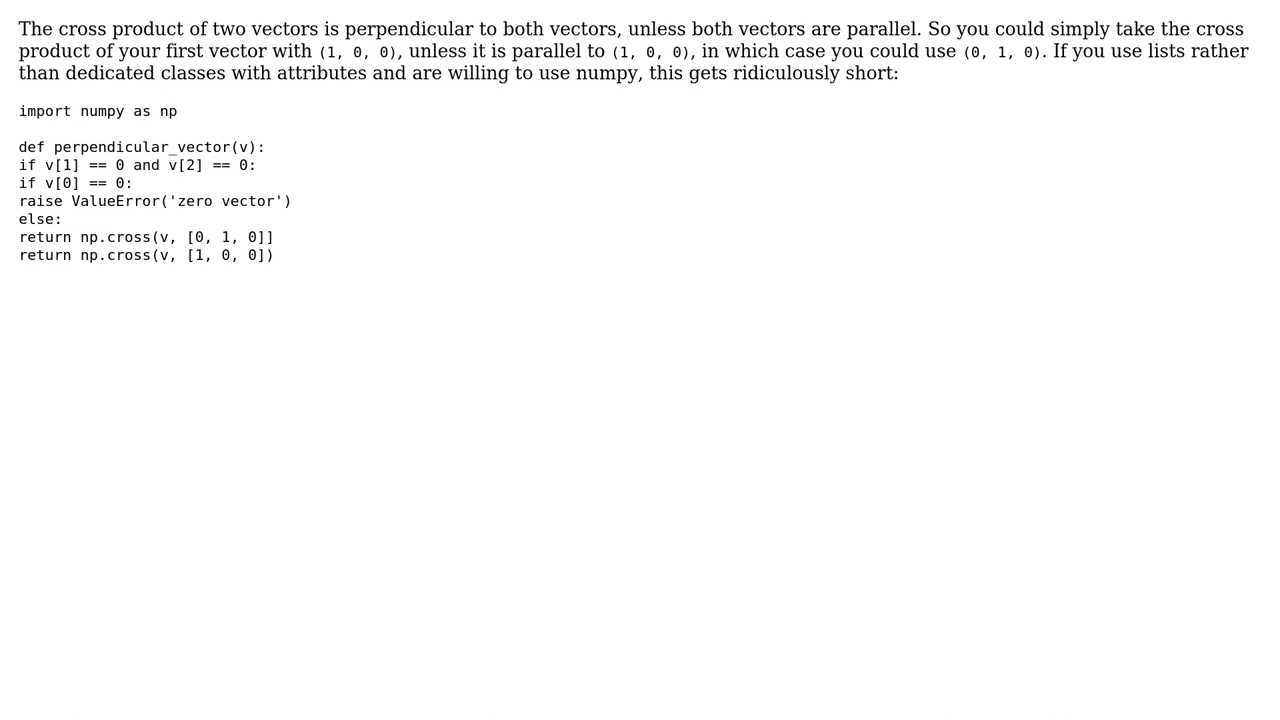 The cross product of two vectors is perpendicular to both vectors, unless both vectors are parallel. So you could simply take the cross
product of your first vector with (1, 0, 0), unless it is parallel to (1, 0, 0), in which case you could use (0, 1, 0). If you use lists rather
than dedicated classes with attributes and are willing to use numpy, this gets ridiculously short:
import numpy as np
def perpendicular_vector(v):
if v[1] == 0 and v[2] == 0:
if v[0] == 0:
raise ValueError('zero vector')
else:
return np.cross(v, [0, 1, 0]]
return np.cross(v, [1, 0, 0])